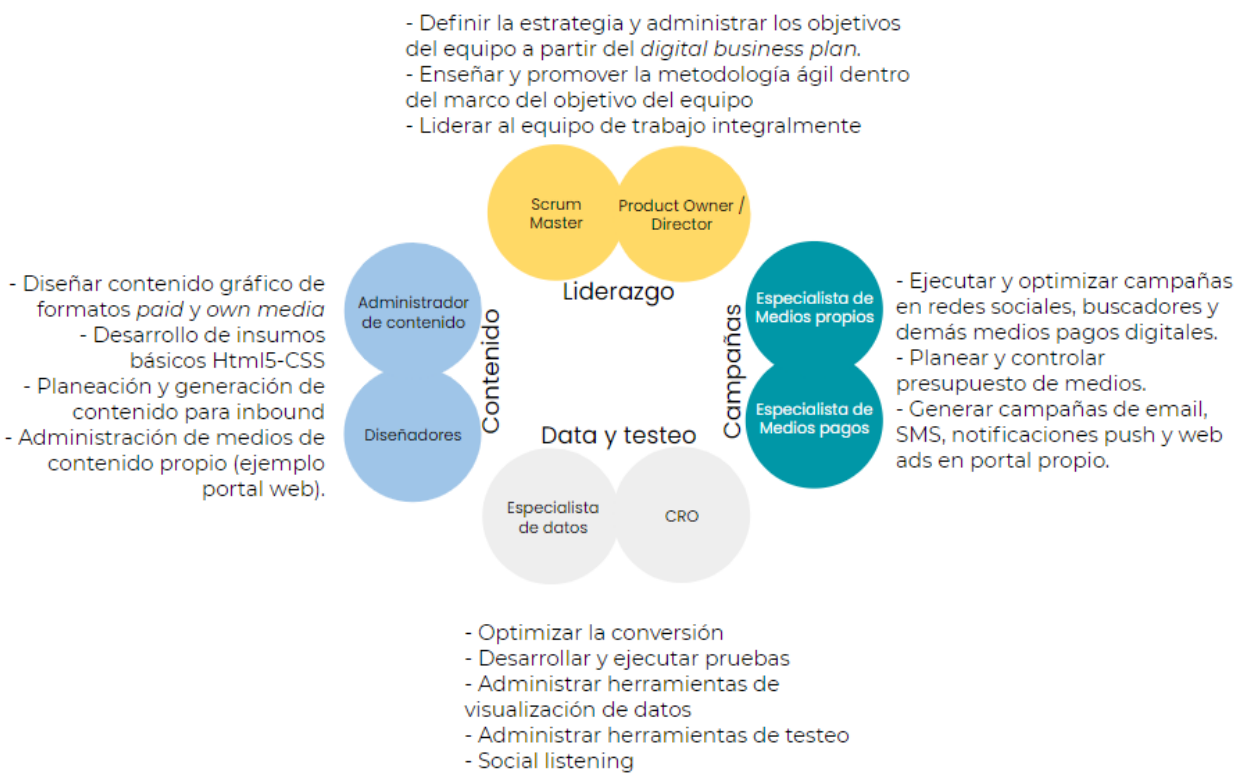 - Definir la estrategia y administrar los objetivos
del equipo a partir del digital business plan.
- Enseñar y promover la metodología ágil dentro
del marco del objetivo del equipo
- Liderar al equipo de trabajo integralmente
Scrum
Master
Product Owner /
Director
Liderazgo
- Diseñar contenido gráfico de
formatos paid y own media
- Desarrollo de insumos
básicos Html5-CSS
- Planeación y generación de
contenido para inbound
- Administración de medios de
contenido propio (ejemplo
portal web).
Administrador
de contenido
Diseñadores
Contenido
Campañas
Especialista de
Medios propios
Especialista de
Medios pagos
- Ejecutar y optimizar campañas
en redes sociales, buscadores y
demás medios pagos digitales.
- Planear y controlar
presupuesto de medios.
- Generar campañas de email,
SMS, notificaciones push y web
ads en portal propio.
Data y testeo
Especialista
de datos
CRO
- Optimizar la conversión
- Desarrollar y ejecutar pruebas
- Administrar herramientas de
visualización de datos
- Administrar herramientas de testeo
- Social listening